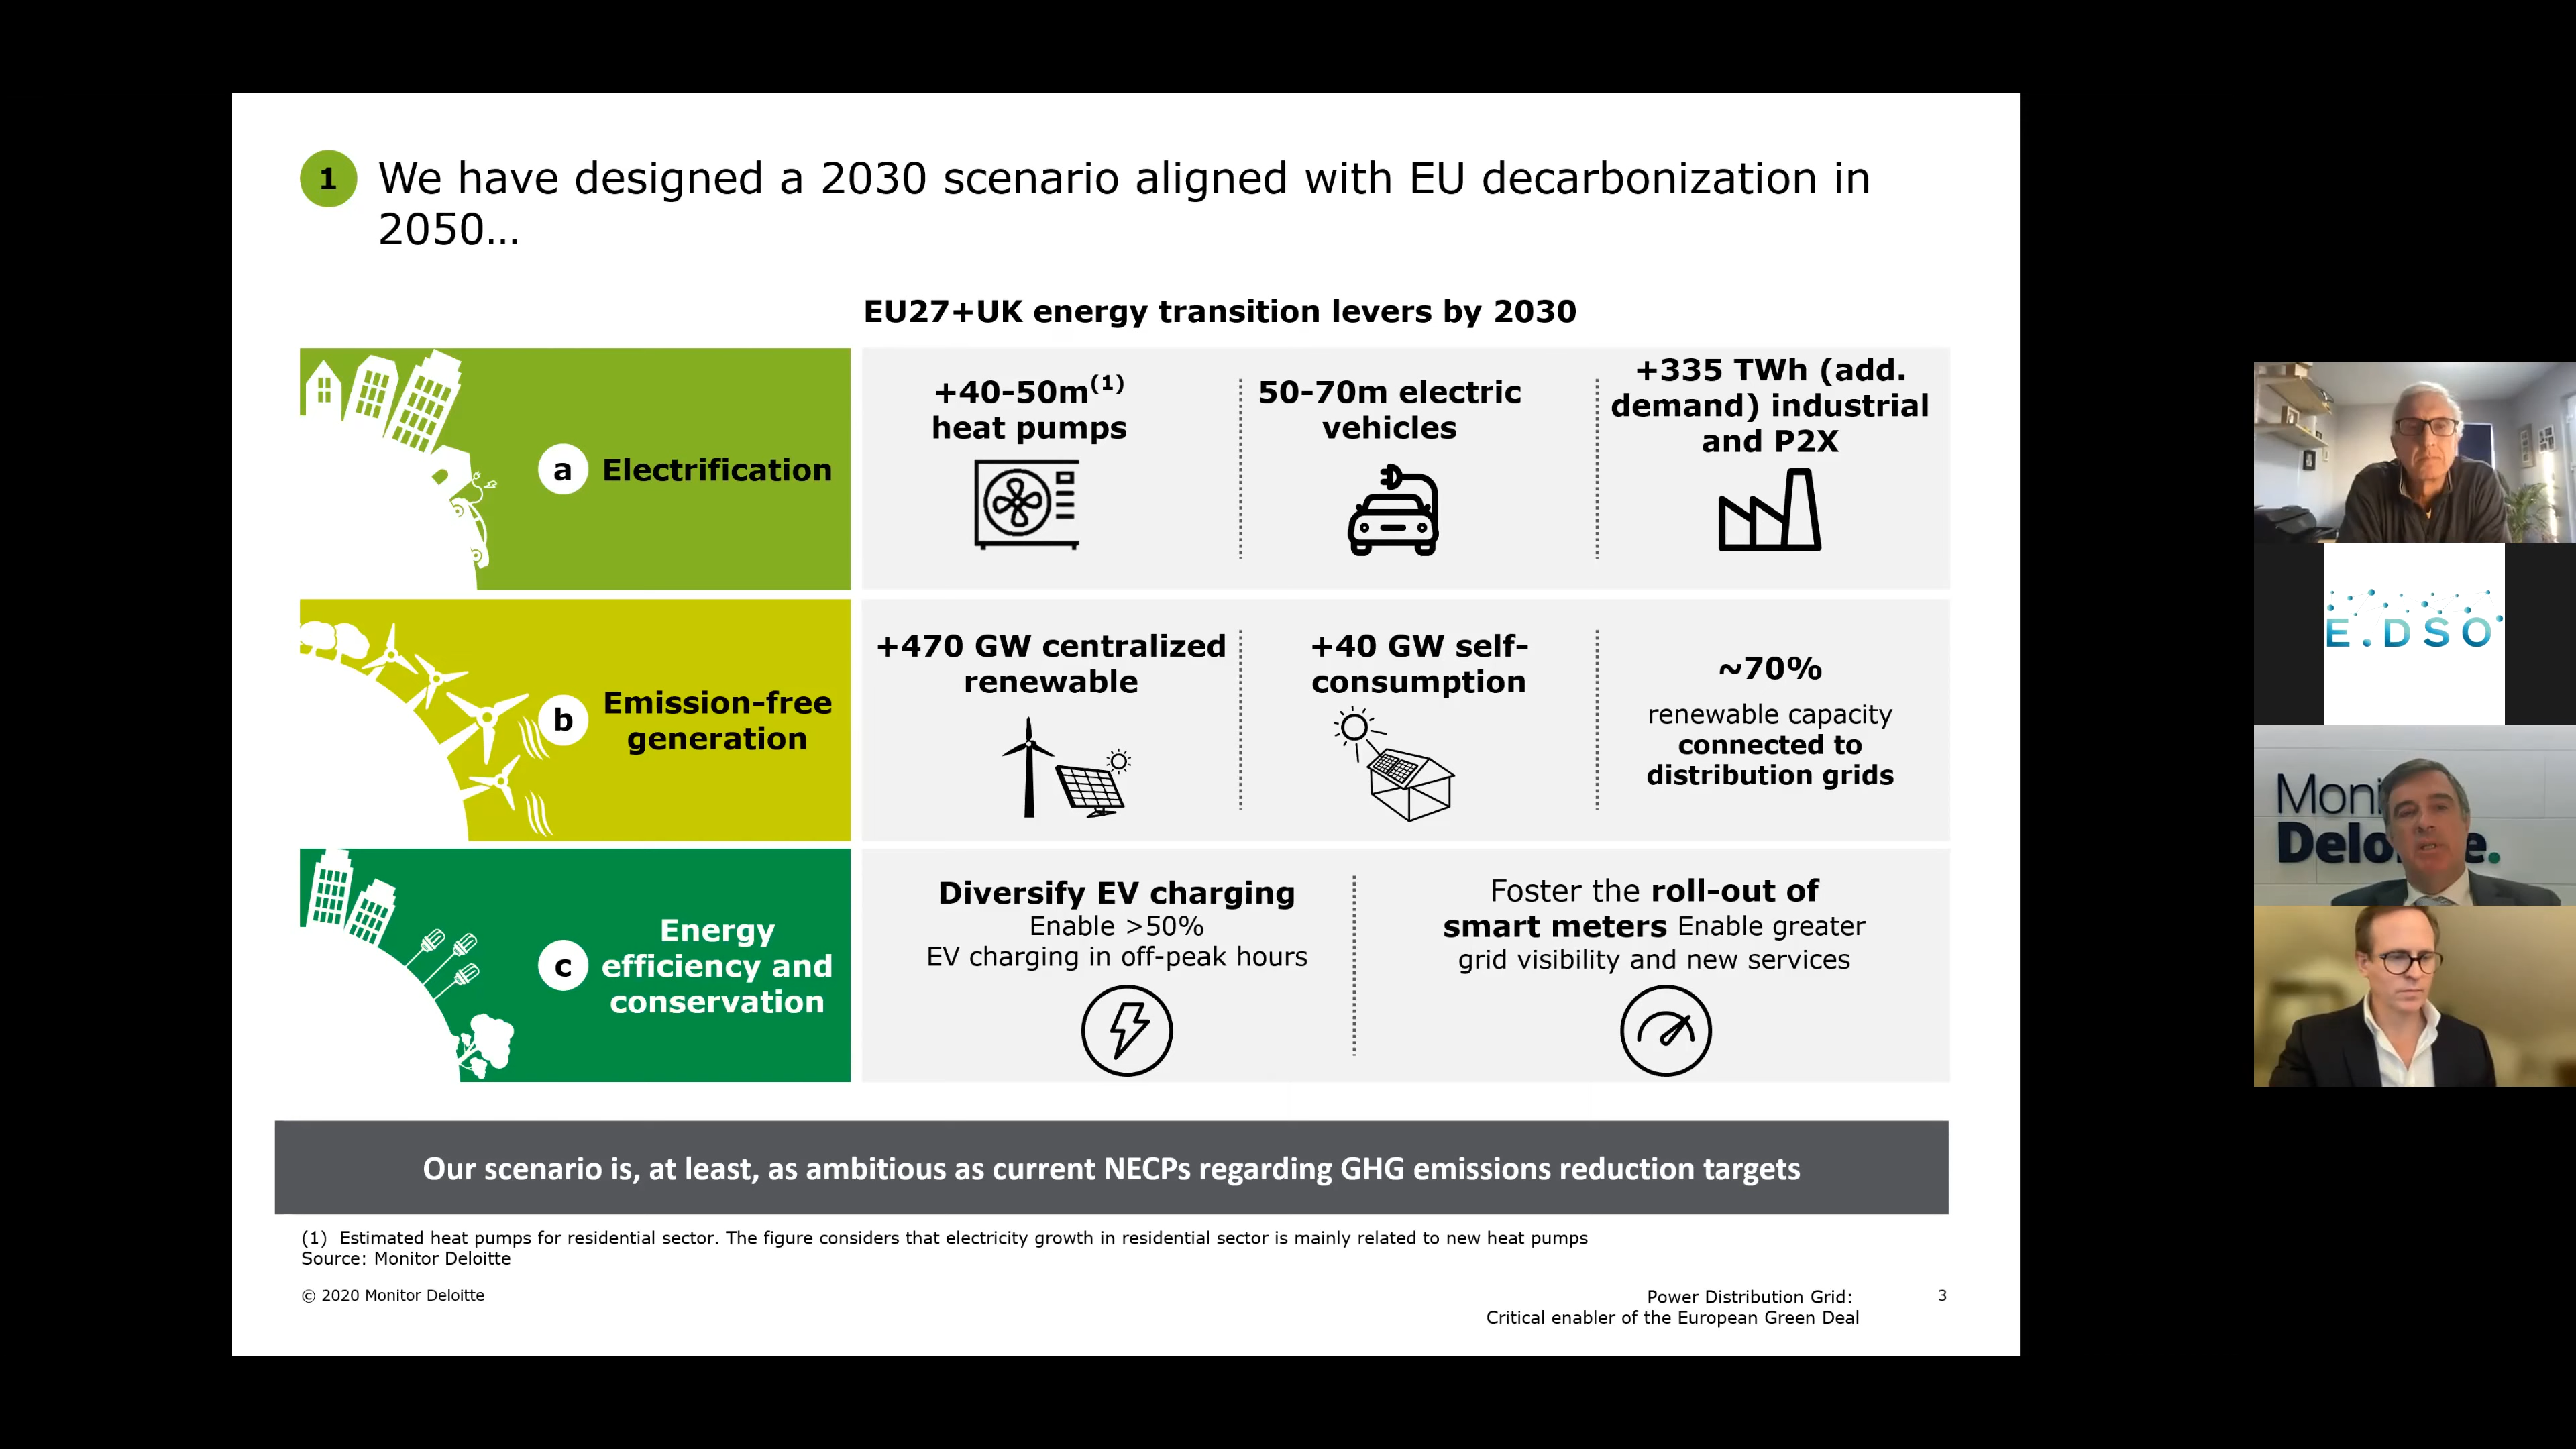 1 We have designed a 2030 scenario aligned with EU decarbonization in
2050…
EU27+UK energy transition levers by 2030
a Electrification
+40-50m(1)
heat pumps
50-70m electric
vehicles
+335 TWh (add.
demand) industrial
and P2X
b Emission-free
generation
+470 GW centralized
renewable
+40 GW self-
consumption
~70%
renewable capacity
connected to
distribution grids
c Energy
efficiency and
conservation
Diversify EV charging
Enable >50%
EV charging in off-peak hours
Foster the roll-out of
smart meters Enable greater
grid visibility and new services
Our scenario is, at least, as ambitious as current NECPs regarding GHG emissions reduction targets
(1) Estimated heat pumps for residential sector. The figure considers that electricity growth in residential sector is mainly related to new heat pumps
Source: Monitor Deloitte
© 2020 Monitor Deloitte
Power Distribution Grid:
Critical enabler of the European Green Deal
3
E.DSO
Moni
Delo e.